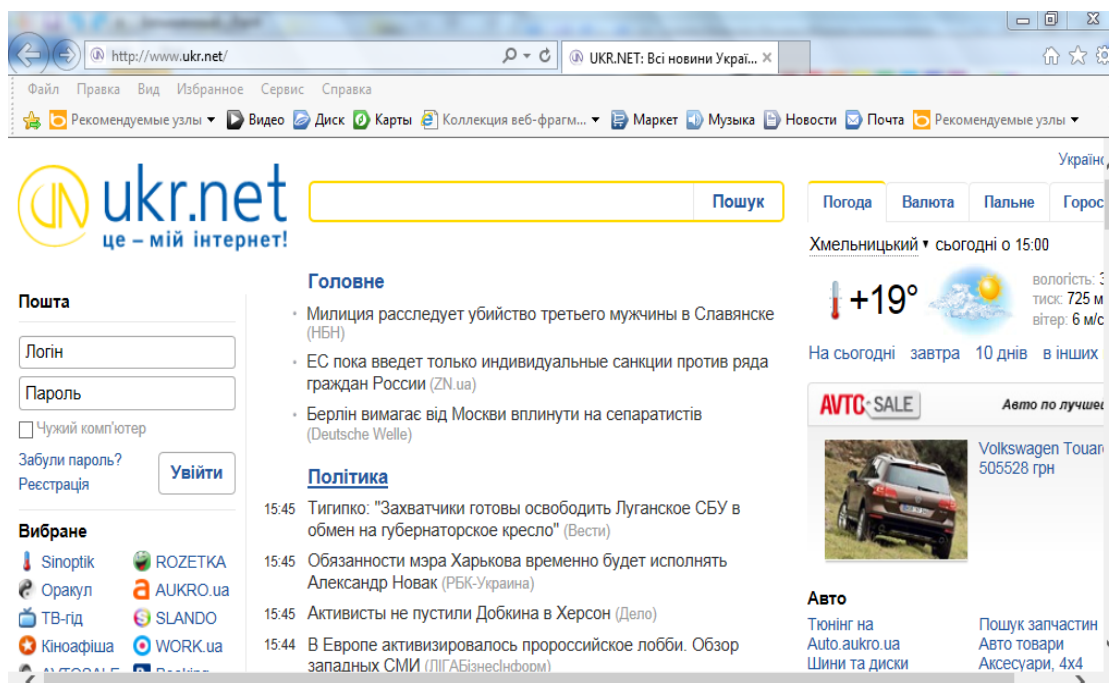 http://www.ukr.net/
UKR.NET: Всі новини Украї...
Файл Правка Вид Избранное Сервис Справка
Рекомендуемые узлы Видео Диск Карты Коллекция веб-фрагм... Маркет Музыка Новости Почта Рекомендуемые узлы
ukr.net
це – мій інтернет!
Пошук
Погода Валюта Пальне
Хмельницький сьогодні о 15:00
+19°
вологість:
тиск: 725
вітер: 6 м/с
На сьогодні завтра 10 днів в інших
AVTO SALE
Авто по
Volkswagen
505528 грн
Авто
Тюнінг на Auto.aukro.ua
Шини та диски
Пошук запчастин
Авто товари
Аксесуари, 4x4
Пошта
Логін
Пароль
Чужий комп'ютер
Забули пароль?
Реєстрація
Увійти
Вибране
Sinoptik ROZETKA
Оракул AUKRO.ua
ТВ-гід SLANDO
Кіноафіша WORK.ua
Головне
Милиция расследует убийство третьего мужчины в Славянске
(НБН)
ЕС пока введет только индивидуальные санкции против ряда
граждан России (ZN.ua)
Берлін вимагає від Москви вплинути на сепаратистів
(Deutsche Welle)
Політика
15:45 Тигипко: "Захватчики готовы освободить Луганское СБУ в
обмен на губернаторское кресло" (Вести)
15:45 Обязанности мэра Харькова временно будет исполнять
Александр Новак (РБК-Украина)
15:45 Активисты не пустили Добкина в Херсон (Дело)
15:44 В Европе активизировалось пророссийское лобби. Обзор
западных СМИ (ЛІГАБізнесІнформ)